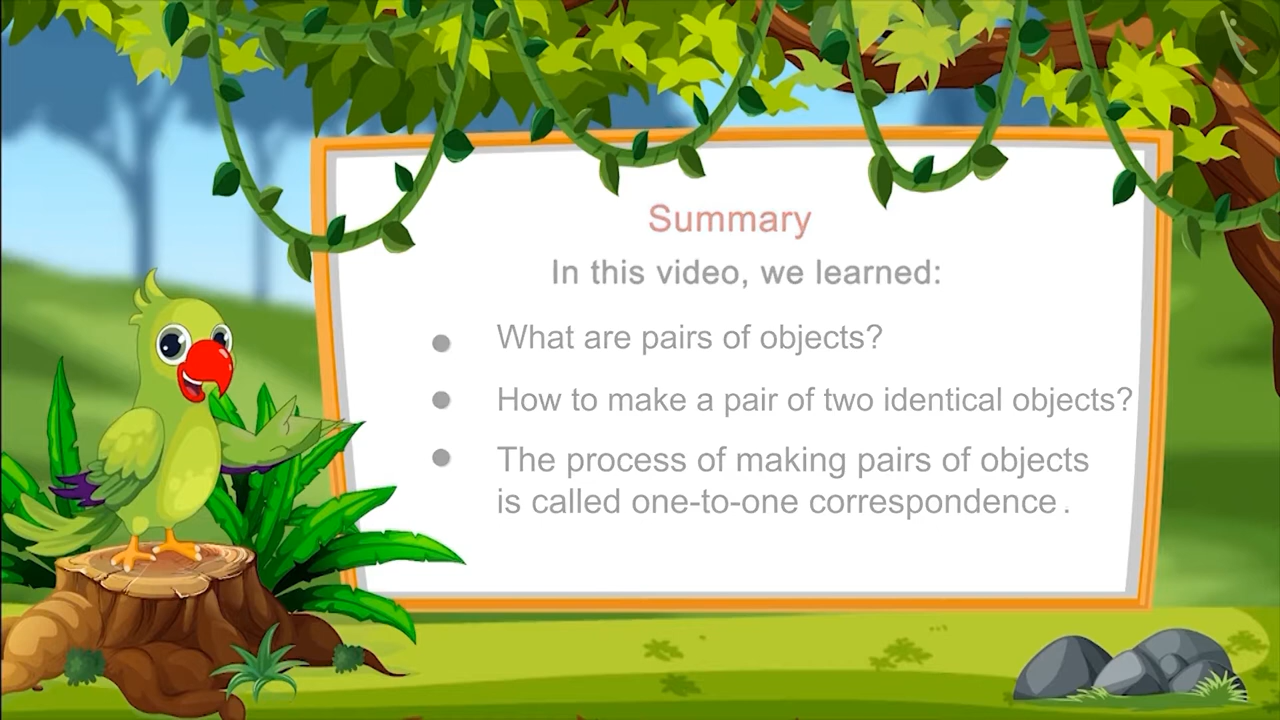 Summary
In this video, we learned:
● What are pairs of objects?
● How to make a pair of two identical objects?
● The process of making pairs of objects
is called one-to-one correspondence .